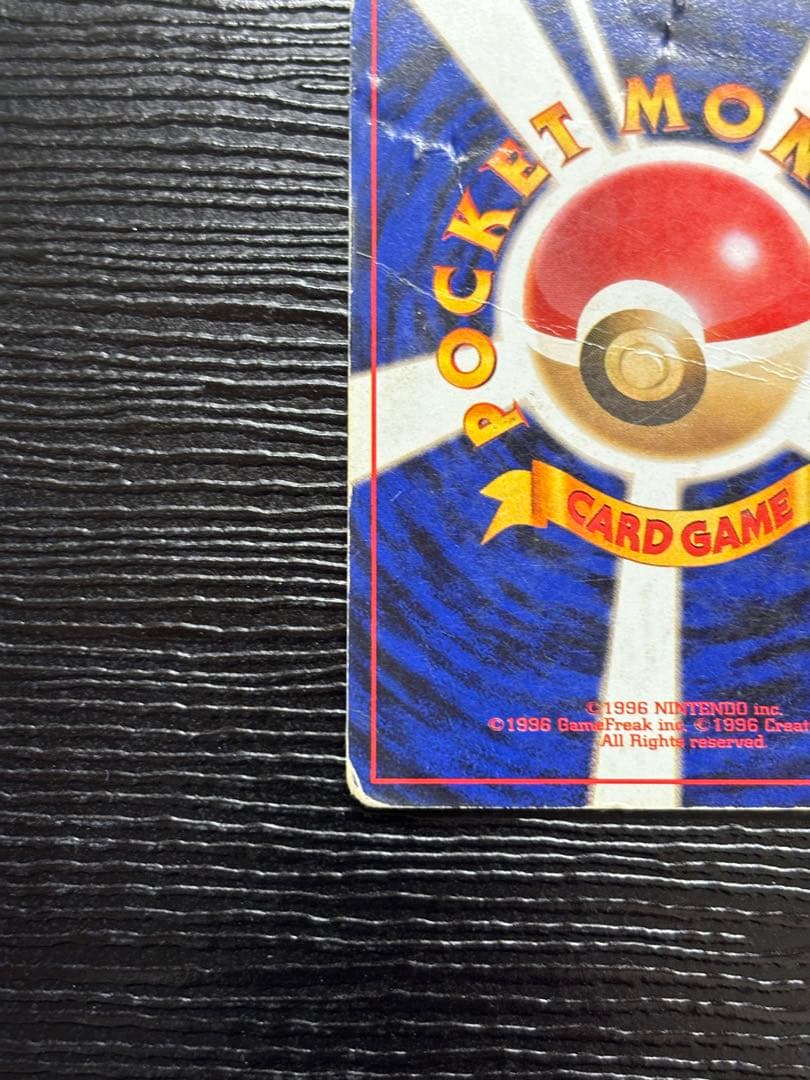 POCKET MON
CARD GAME
©1996 NINTENDO inc.
©1996 GameFreak inc. ©1996 Creat
All Rights reserved.